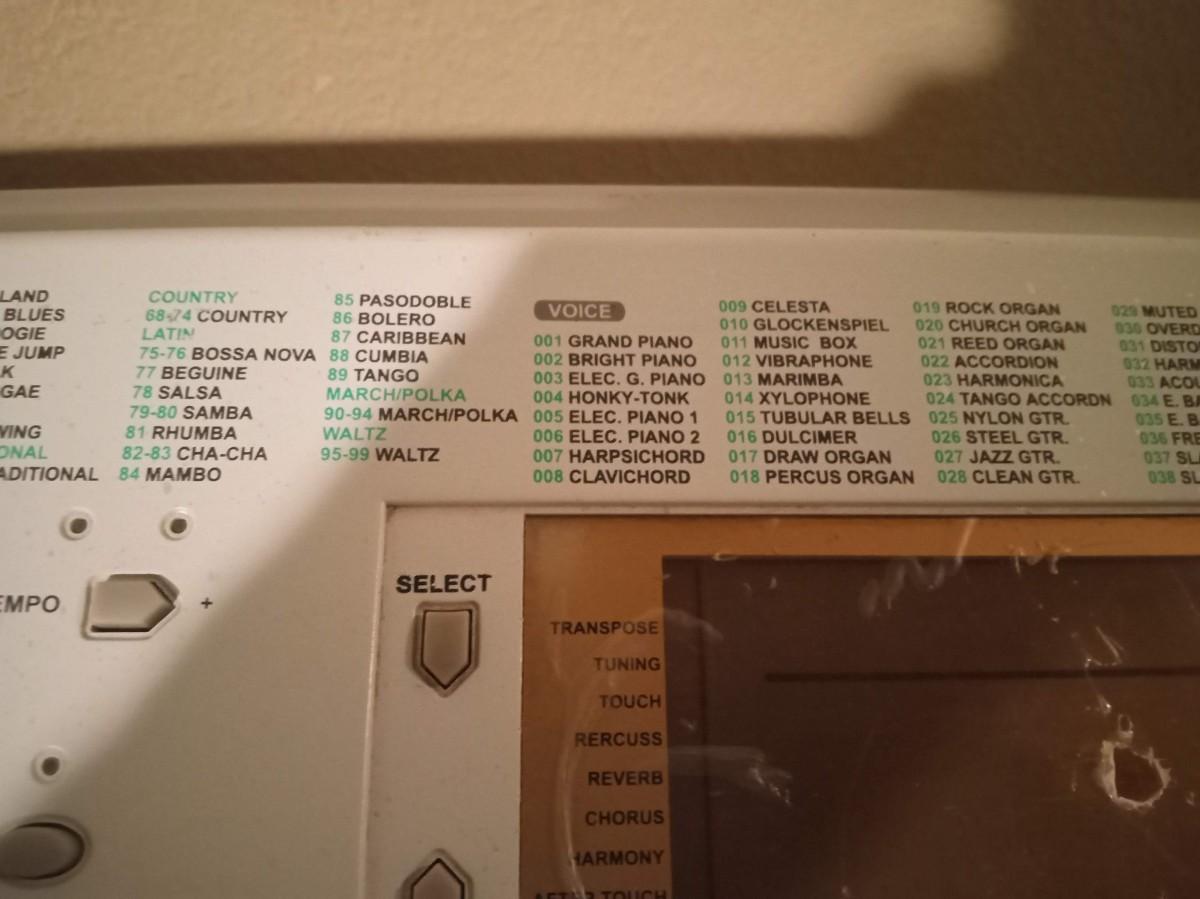 LAND
BLUES
OGIE
E JUMP
K
GAE
WING
ONAL
ADITIONAL
COUNTRY
68-74 COUNTRY
LATIN
75-76 BOSSA NOVA
77 BEGUINE
78 SALSA
79-80 SAMBA
81 RHUMBA
82-83 CHA-CHA
84 MAMBO
85 PASODOBLE
86 BOLERO
87 CARIBBEAN
88 CUMBIA
89 TANGO
MARCH/POLKA
90-94 MARCH/POLKA
WALTZ
95-99 WALTZ
VOICE
001 GRAND PIANO
002 BRIGHT PIANO
003 ELEC. G. PIANO
004 HONKY-TONK
005 ELEC. PIANO 1
006 ELEC. PIANO 2
007 HARPSICHORD
008 CLAVICHORD
009 CELESTA
010 GLOCKENSPIEL
011 MUSIC BOX
012 VIBRAPHONE
013 MARIMBA
014 XYLOPHONE
015 TUBULAR BELLS
016 DULCIMER
017 DRAW ORGAN
018 PERCUS ORGAN
019 ROCK ORGAN
020 CHURCH ORGAN
021 REED ORGAN
022 ACCORDION
023 HARMONICA
024 TANGO ACCORDN
025 NYLON GTR.
026 STEEL GTR.
027 JAZZ GTR.
028 CLEAN GTR.
029 MUTED
030 OVERD
031 DISTO
032 HARM
033 ACOU
034 E. BA
035 E. B
036 FRE
037 SLA
038 SL
EMPO +
SELECT
TRANSPOSE
TUNING
TOUCH
RERCUSS
REVERB
CHORUS
HARMONY
AFTER TOUCH